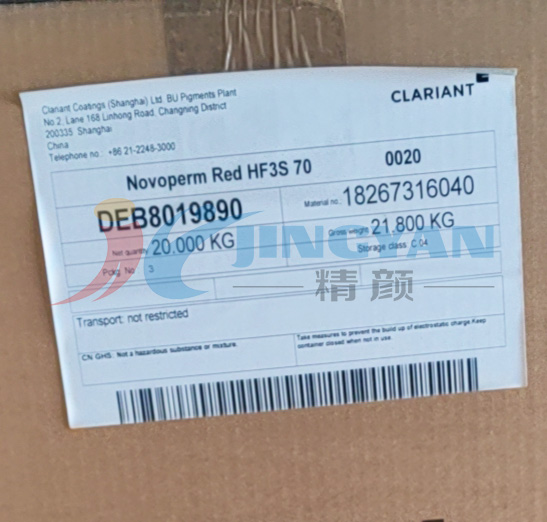 Clariant Coatings (Shanghai) Ltd. BU Pigments Plant
No.2, Lane 168 Linhong Road, Changning District
200335 Shanghai
China
Telephone no.: +86 21-2248-3000
CLARIANT
Novoperm Red HF3S 70 0020
DEB8019890 Material no.: 18267316040
Net quantity 20.000 KG Gross weight 21.800 KG
Pckg. No. 3 Storage class: C 04
JINGYAN
精颜
Transport: not restricted
CN GHS: Not a hazardous substance or mixture.
Take measures to prevent the build up of electrostatic charge.Keep
container closed when not in use.